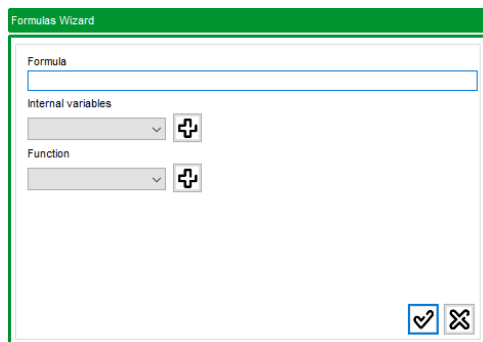 Formulas Wizard
Formula
Internal variables
Function